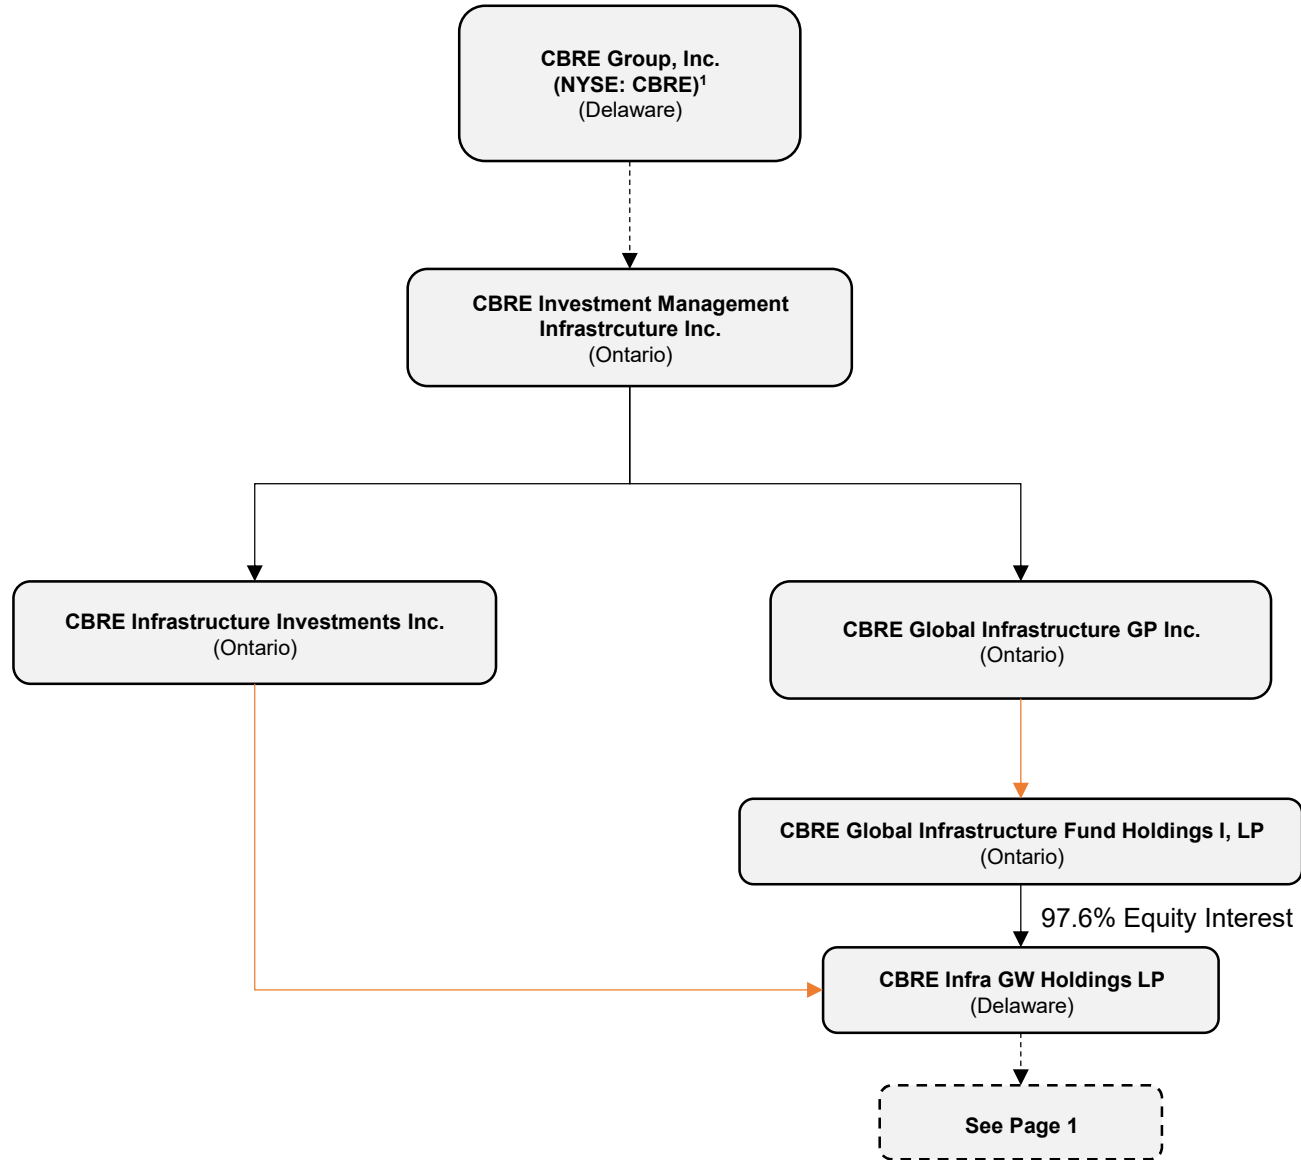 CBRE Group, Inc.
(NYSE: CBRE)¹
(Delaware)
CBRE Investment Management
Infrastrcuture Inc.
(Ontario)
CBRE Infrastructure Investments Inc.
(Ontario)
CBRE Global Infrastructure GP Inc.
(Ontario)
CBRE Global Infrastructure Fund Holdings I, LP
(Ontario)
97.6% Equity Interest
CBRE Infra GW Holdings LP
(Delaware)
See Page 1